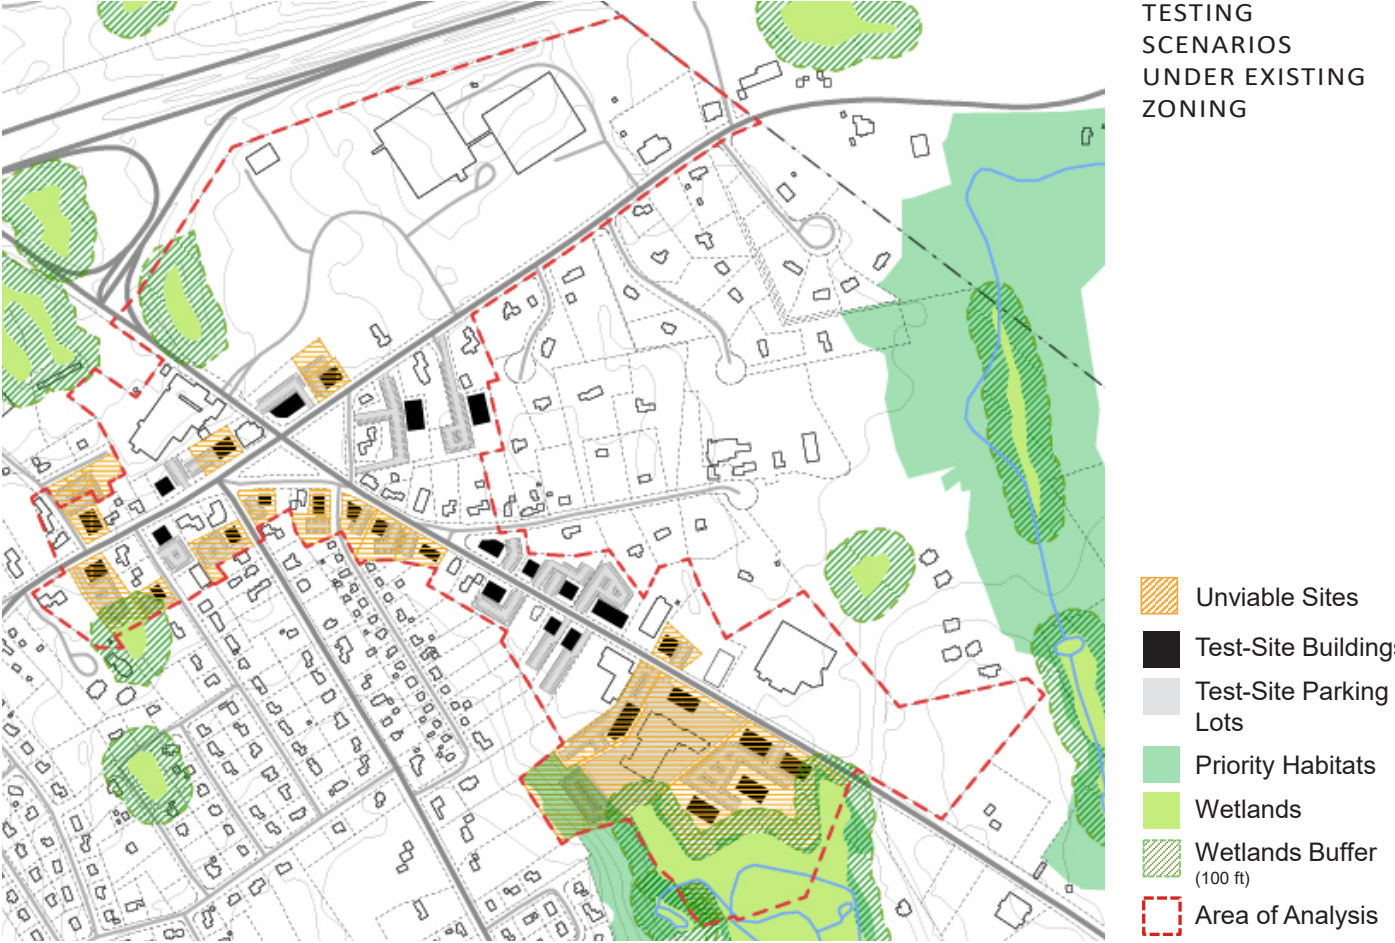 TESTING
SCENARIOS
UNDER EXISTING
ZONING
Unviable Sites
Test-Site Buildings
Test-Site Parking
Lots
Priority Habitats
Wetlands
Wetlands Buffer
(100 ft)
Area of Analysis